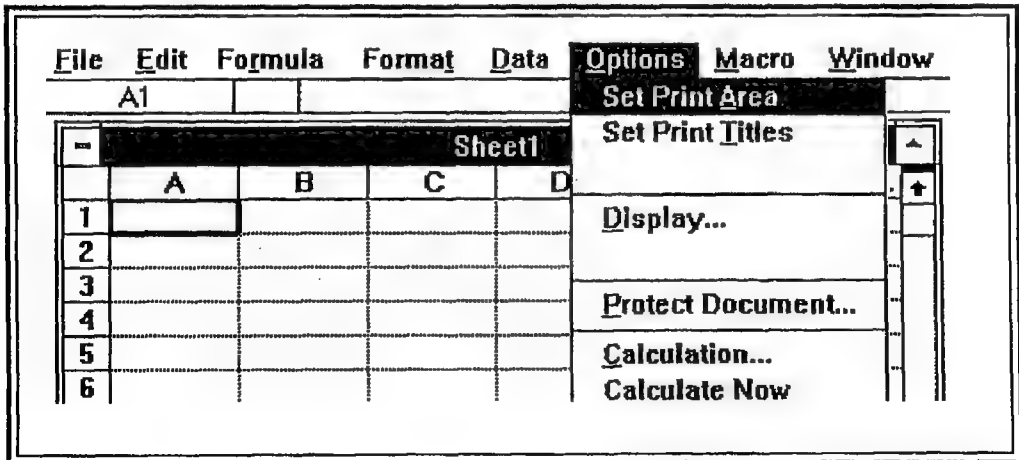 File Edit Formula Format Data Options Macro Window
A1
Set Print Area
Sheet1
Set Print Titles
A B C D
1
Display...
2
3
Protect Document...
4
5
Calculation...
6
Calculate Now